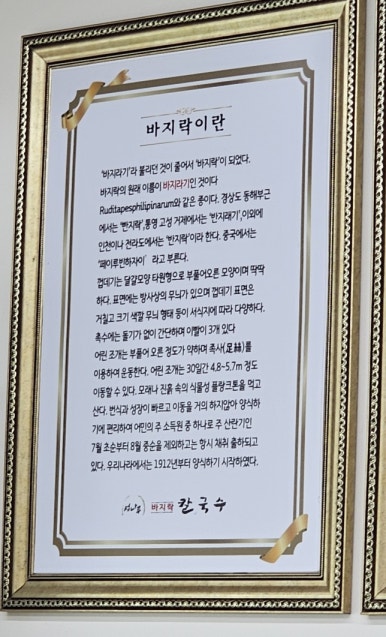 바지락이란
'바지라기'라 불리던 것이 줄어서 '바지락'이 되었다.
바지락의 원래 이름이 바지라기인 것이다
Ruditapesphilipinarum와 같은 종이다. 경상도 동해부근
에서는 '빤지락', 통영 고성 거제에서는 '반지래기', 이외에
인천이나 전라도에서는 '반지락'이라 한다. 중국에서는
'페이루빈하자이' 라고 부른다.
껍데기는 달걀모양 타원형으로 부풀어오른 모양이며 딱딱
하다. 표면에는 방사상의 무늬가 있으며 껍데기 표면은
거칠고 크기 색깔 무늬 형태 등이 서식지에 따라 다양하다.
촉수에는 돌기가 없이 간단하며 이빨이 3개 있다
어린 조개는 부풀어 오른 정도가 약하며 족사(足絲)를
이용하여 운동한다. 어린 조개는 30일간 4.8-5.7m 정도
이동할 수 있다. 모래나 진흙 속의 식물성 플랑크톤을 먹고
산다. 번식과 성장이 빠르고 이동을 거의 하지않아 양식하
기에 편리하여 어민의 주 소득원 중 하나로 주 산란기인
7월 초순부터 8월 중순을 제외하고는 항시 채취 출하되고
있다. 우리나라에서는 1912년부터 양식하기 시작하였다.
바지락 칼국수